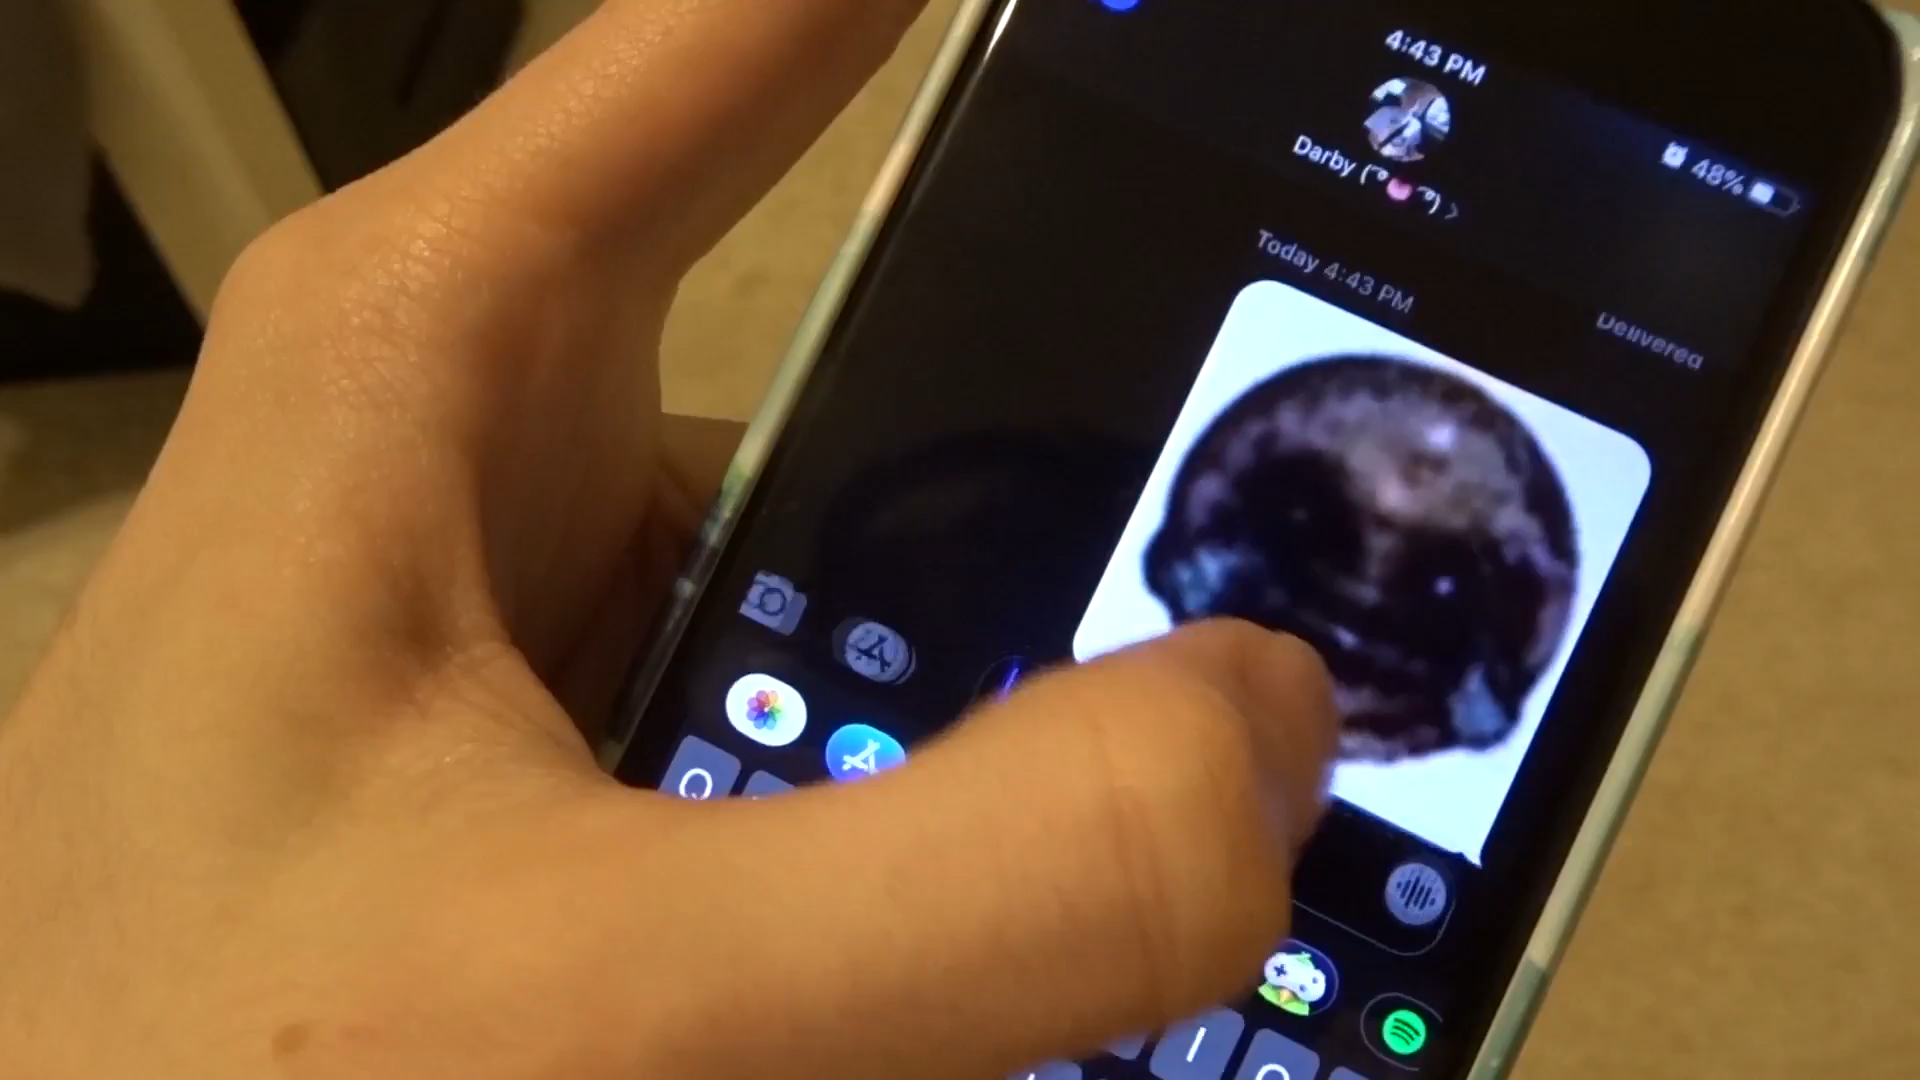 4:43 PM
48%
Darby ( ͡° 👅 ͡°) >
Today 4:43 PM
Delivered
Q
I
O